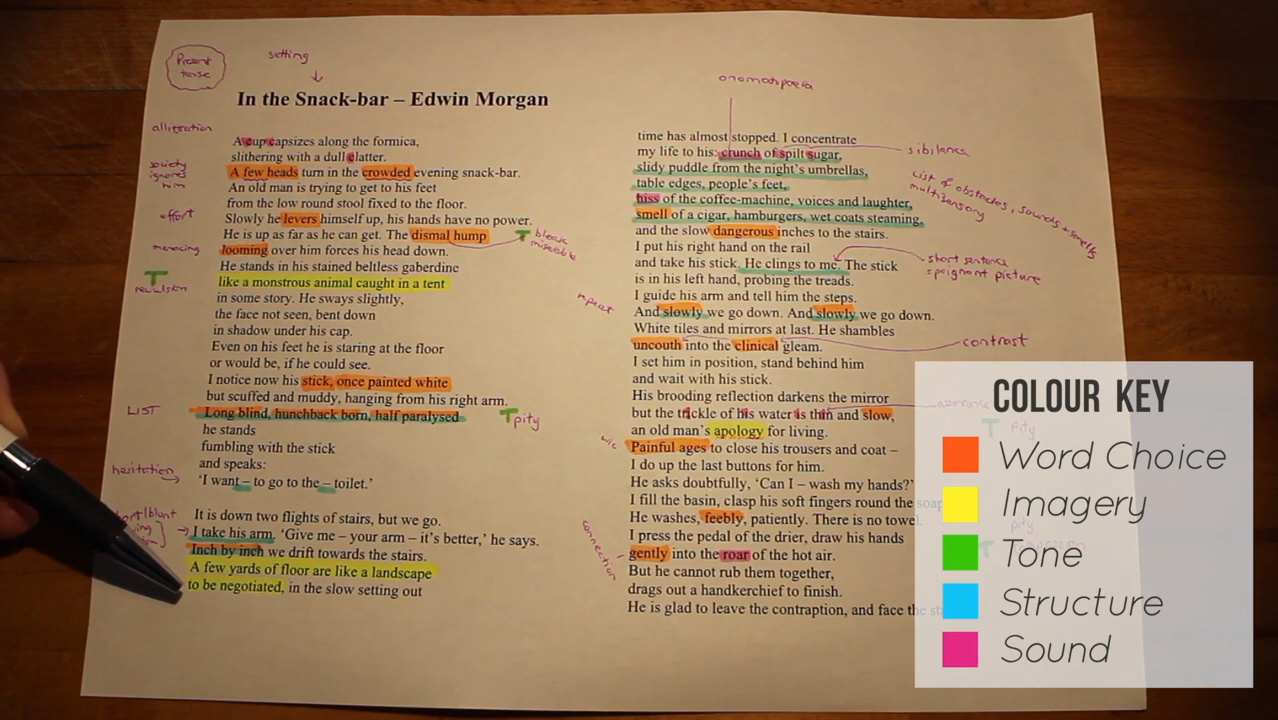 Present
tense
setting
In the Snack-bar – Edwin Morgan
alliteration
A cup capsizes along the formica,
slithering with a dull clatter.
society
ignores
him
A few heads turn in the crowded evening snack-bar.
An old man is trying to get to his feet
from the low round stool fixed to the floor.
effort
Slowly he levers himself up, his hands have no power.
He is up as far as he can get. The dismal hump
T bleak
miserable
menacing
looming over him forces his head down.
He stands in his stained beltless gaberdine
T
revulsion
like a monstrous animal caught in a tent
in some story. He sways slightly,
the face not seen, bent down
in shadow under his cap.
Even on his feet he is staring at the floor
or would be, if he could see.
I notice now his stick, once painted white
but scuffed and muddy, hanging from his right arm.
LIST
Long blind, hunchback born, half paralysed
T pity
he stands
fumbling with the stick
and speaks:
hesitation
‘I want – to go to the – toilet.’
It is down two flights of stairs, but we go.
I take his arm. ‘Give me – your arm – it’s better,’ he says.
Inch by inch we drift towards the stairs.
A few yards of floor are like a landscape
to be negotiated, in the slow setting out
onomatopoeia
time has almost stopped. I concentrate
my life to his: crunch of spilt sugar,
sibilance
slidy puddle from the night’s umbrellas,
table edges, people’s feet,
hiss of the coffee-machine, voices and laughter,
smell of a cigar, hamburgers, wet coats steaming,
List of obstacles, sounds + smells
multisensory
and the slow dangerous inches to the stairs.
I put his right hand on the rail
and take his stick. He clings to me. The stick
short sentence
= poignant picture
is in his left hand, probing the treads.
I guide his arm and tell him the steps.
repeat
And slowly we go down. And slowly we go down.
White tiles and mirrors at last. He shambles
uncouth into the clinical gleam.
contrast
I set him in position, stand behind him
and wait with his stick.
His brooding reflection darkens the mirror
but the trickle of his water is thin and slow,
an old man’s apology for living.
w/c
Painful ages to close his trousers and coat –
I do up the last buttons for him.
He asks doubtfully, ‘Can I – wash my hands?’
I fill the basin, clasp his soft fingers round the soap
He washes, feebly, patiently. There is no towel
I press the pedal of the drier, draw his hands
connection
gently into the roar of the hot air.
But he cannot rub them together,
drags out a handkerchief to finish.
He is glad to leave the contraption, and face the
COLOUR KEY
Word Choice
Imagery
Tone
Structure
Sound
T pity
pity
T